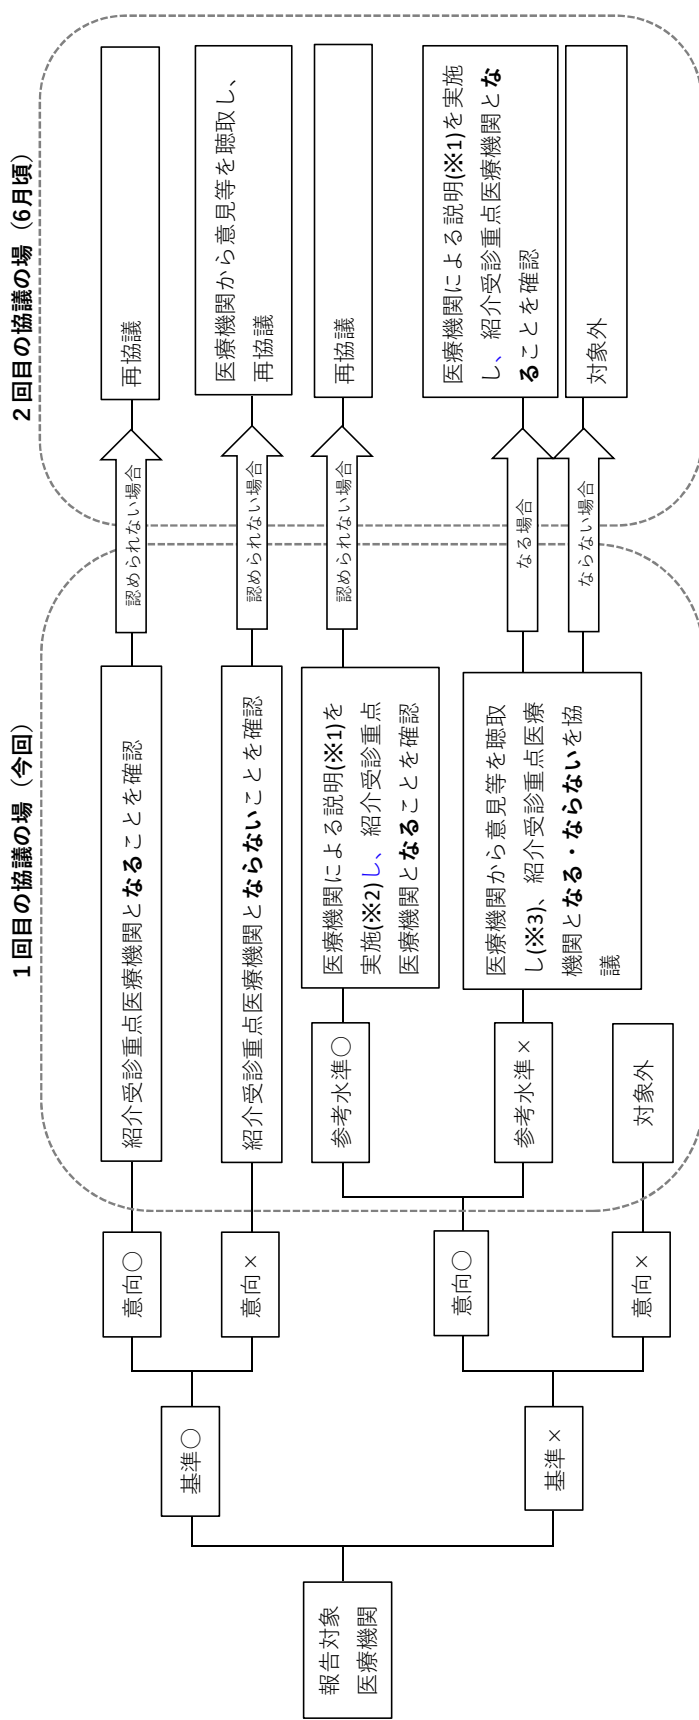 1回目の協議の場（今回）
2回目の協議の場（6月頃）
報告対象
医療機関
基準〇
基準×
意向〇
意向×
意向〇
意向×
参考水準〇
参考水準×
対象外
紹介受診重点医療機関となることを確認
紹介受診重点医療機関とならないことを確認
医療機関による説明(※1)を
実施(※2)し、紹介受診重点
医療機関となることを確認
医療機関から意見等を聴取
し(※3)、紹介受診重点医療
機関となる・ならないを協
議
認められない場合
認められない場合
認められない場合
なる場合
ならない場合
再協議
医療機関から意見等を聴取し、
再協議
再協議
医療機関による説明(※1)を実施
し、紹介受診重点医療機関とな
ることを確認
対象外